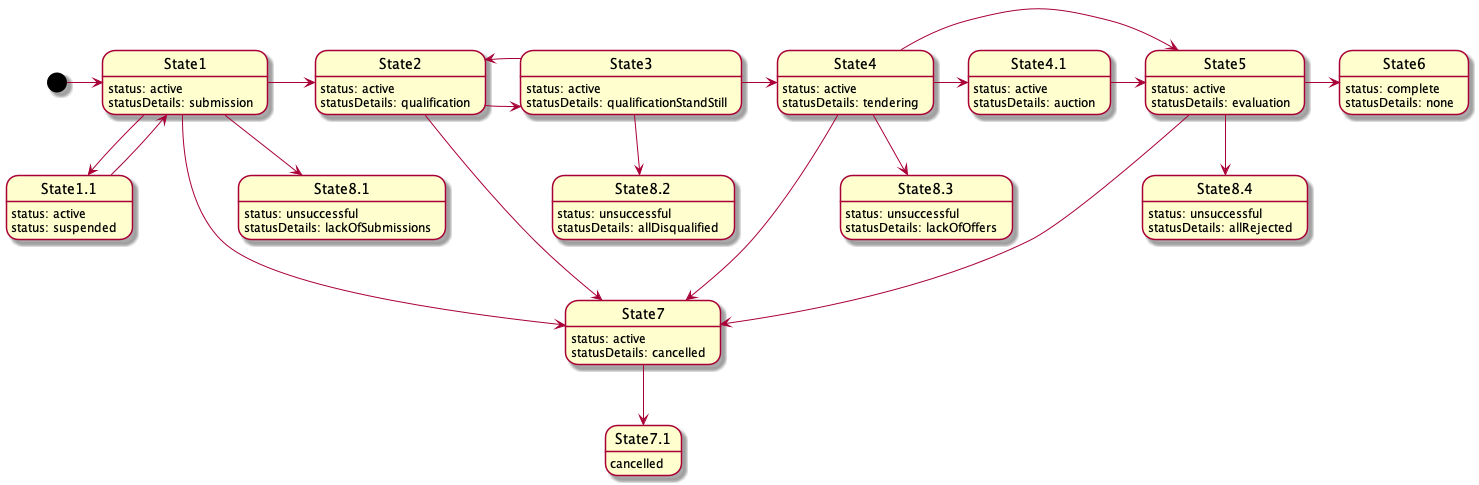 State1
status: active
statusDetails: submission
State2
status: active
statusDetails: qualification
State3
status: active
statusDetails: qualificationStandStill
State4
status: active
statusDetails: tendering
State4.1
status: active
statusDetails: auction
State5
status: active
statusDetails: evaluation
State6
status: complete
statusDetails: none
State1.1
status: active
status: suspended
State8.1
status: unsuccessful
statusDetails: lackOfSubmissions
State8.2
status: unsuccessful
statusDetails: allDisqualified
State8.3
status: unsuccessful
statusDetails: lackOfOffers
State8.4
status: unsuccessful
statusDetails: allRejected
State7
status: active
statusDetails: cancelled
State7.1
cancelled